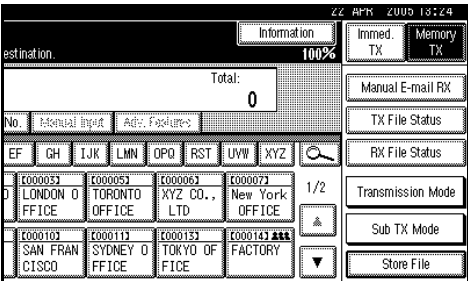 22 APR 2005 13:24
Information
Immed. TX
Memory TX
estination.
100%
Total:
0
Manual E-mail RX
No.
Manual Input
Adv. Features
TX File Status
EF GH IJK LMN OPQ RST UVW XYZ
RX File Status
[00003] LONDON O FFICE
[00005] TORONTO OFFICE
[00006] XYZ CO., LTD
[00007] New York OFFICE
1/2
Transmission Mode
[00010] SAN FRAN CISCO
[00011] SYDNEY O FFICE
[00013] TOKYO OF FICE
[00014] FACTORY
Sub TX Mode
Store File